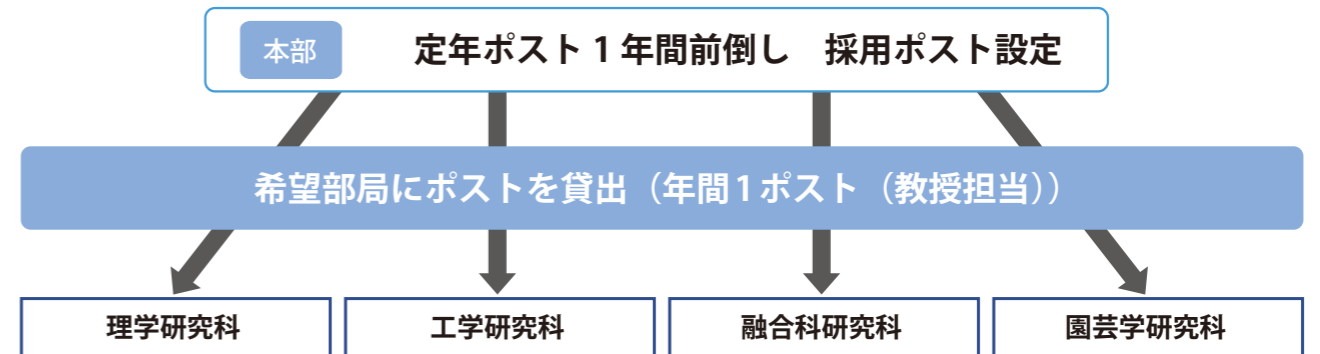 本部
定年ポスト1年間前倒し　採用ポスト設定
希望部局にポストを貸出（年間1ポスト（教授担当））
理学研究科
工学研究科
融合科研究科
園芸学研究科